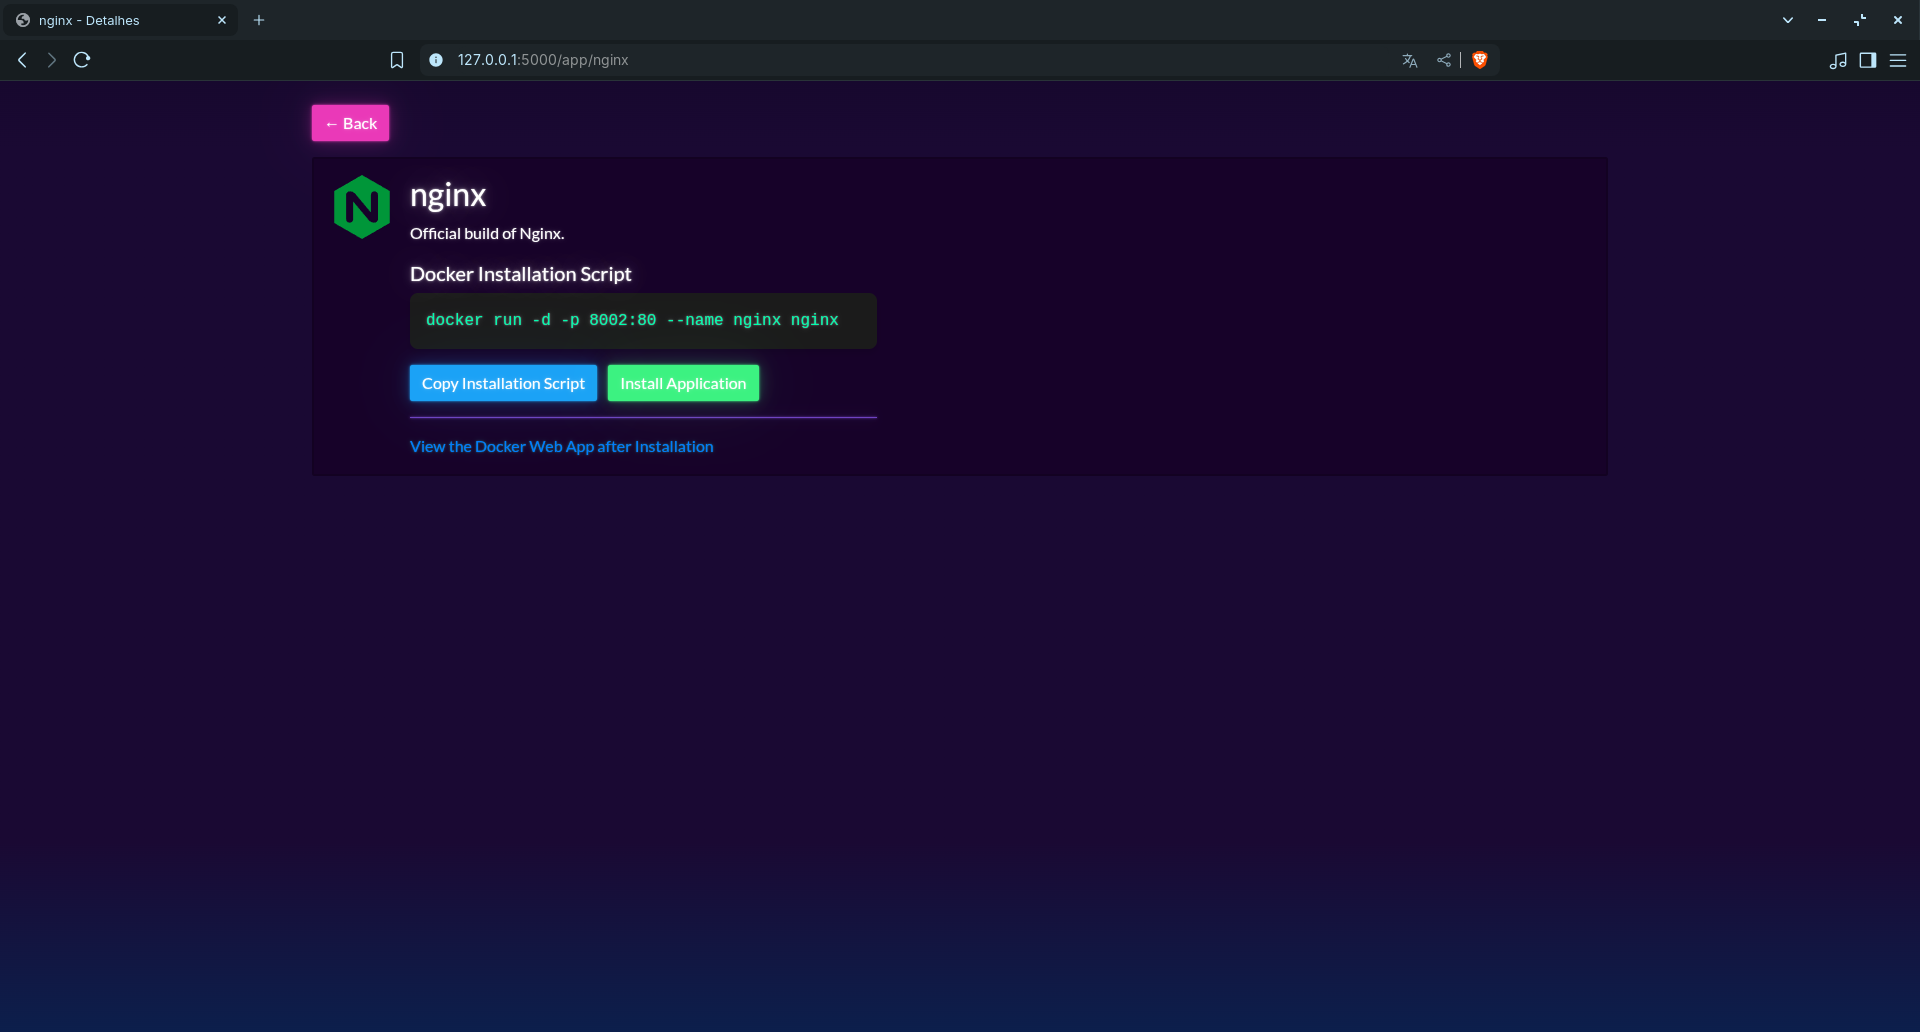 nginx - Detalhes
127.0.0.1:5000/app/nginx
← Back
nginx
Official build of Nginx.
Docker Installation Script
docker run -d -p 8002:80 --name nginx nginx
Copy Installation Script Install Application
View the Docker Web App after Installation